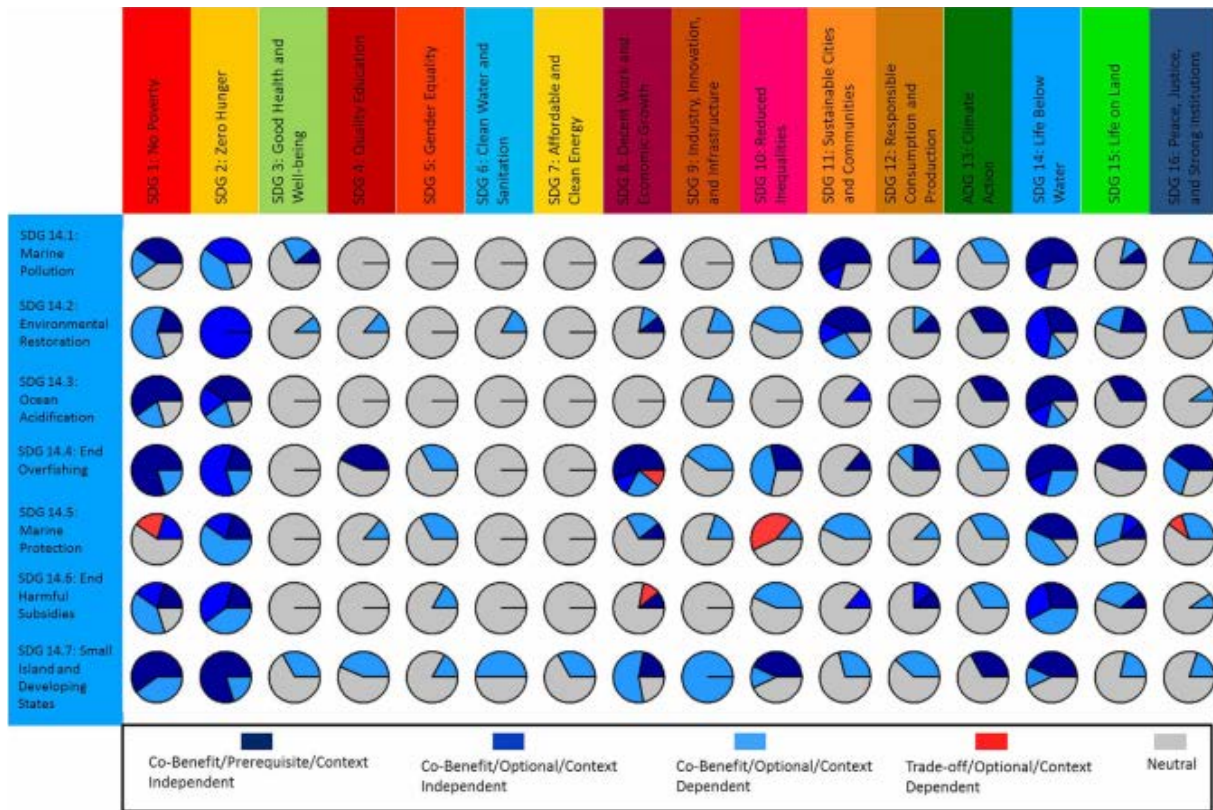 SDG 1: No Poverty
SDG 2: Zero Hunger
SDG 3: Good Health and
Well-being
SDG 4: Quality Education
SDG 5: Gender Equality
SDG 6: Clean Water and
Sanitation
SDG 7: Affordable and
Clean Energy
SDG 8: Decent Work and
Economic Growth
SDG 9: Industry, Innovation,
and Infrastructure
SDG 10: Reduced
Inequalities
SDG 11: Sustainable Cities
and Communities
SDG 12: Responsible
Consumption and
Production
ADG 13: Climate
Action
SDG 14: Life Below
Water
SDG 15: Life on Land
SDG 16: Peace, Justice,
and Strong Institutions
SDG 14.1:
Marine
Pollution
SDG 14.2:
Environmental
Restoration
SDG 14.3:
Ocean
Acidification
SDG 14.4: End
Overfishing
SDG 14.5:
Marine
Protection
SDG 14.6: End
Harmful
Subsidies
SDG 14.7: Small
Island and
Developing
States
Co-Benefit/Prerequisite/Context
Independent
Co-Benefit/Optional/Context
Independent
Co-Benefit/Optional/Context
Dependent
Trade-off/Optional/Context
Dependent
Neutral